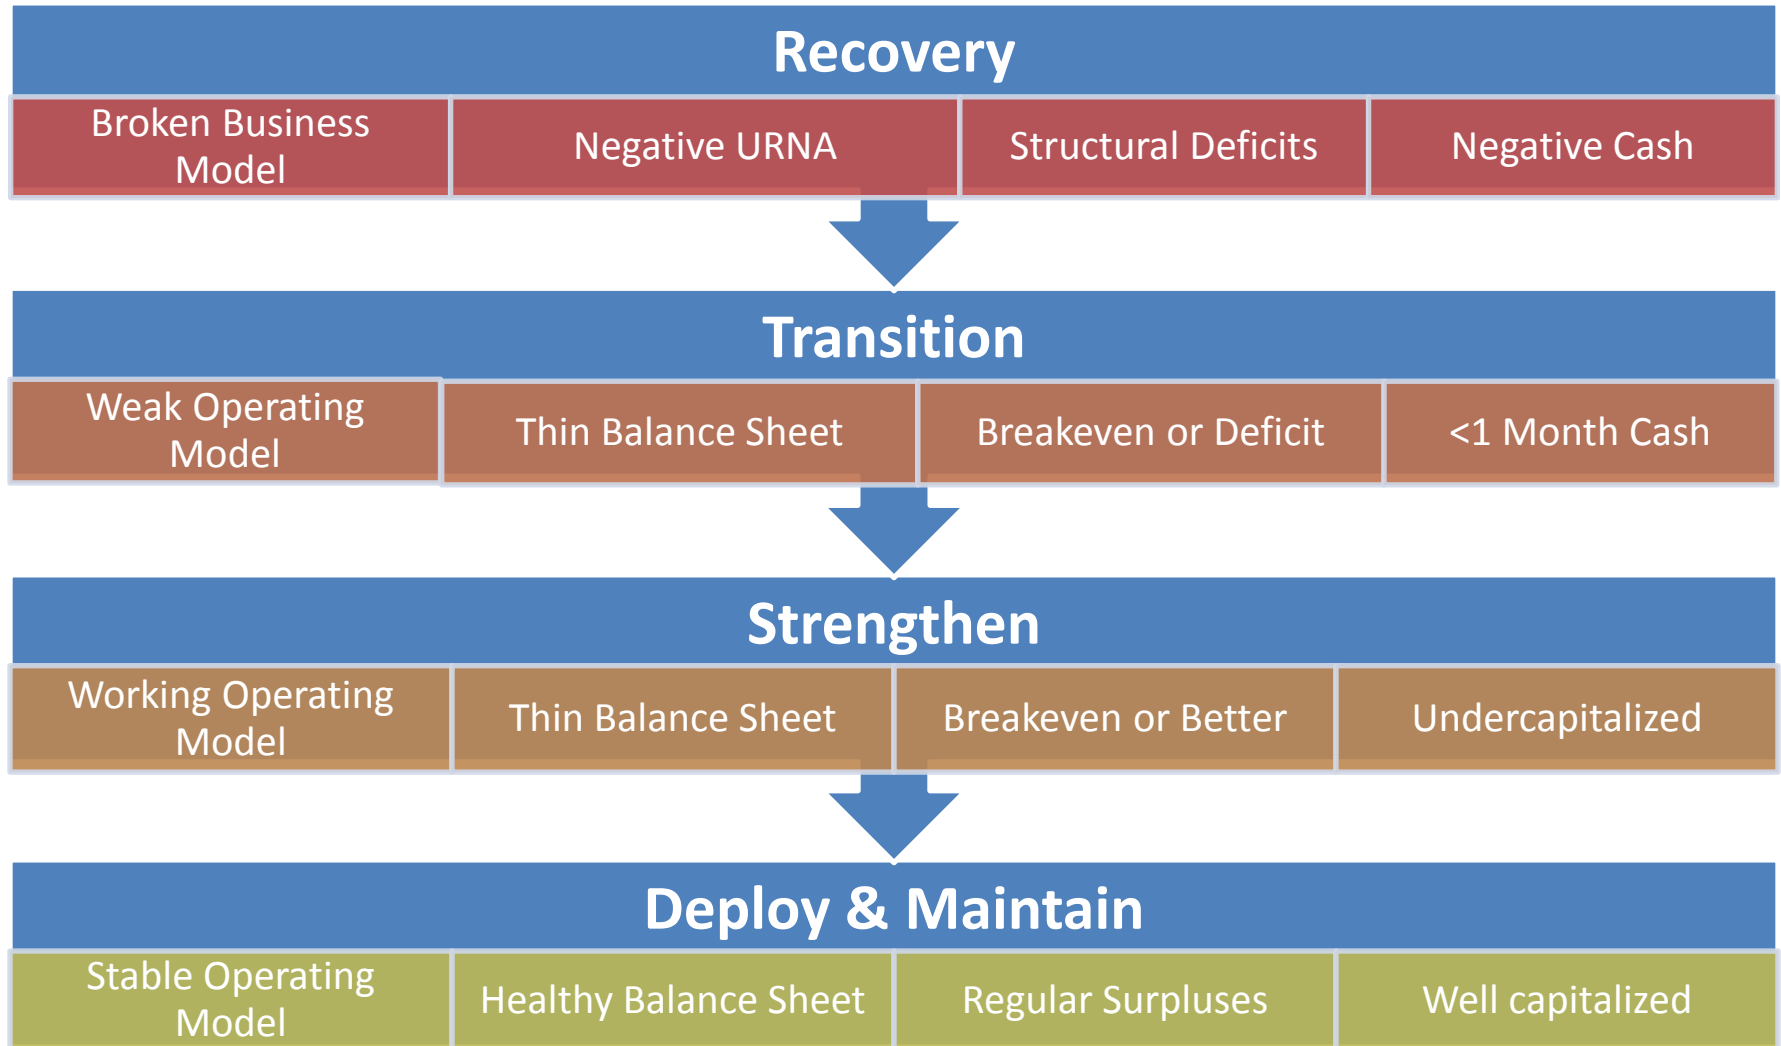 Recovery
Broken Business
Model
Negative URNA
Structural Deficits
Negative Cash
Transition
Weak Operating
Model
Thin Balance Sheet
Breakeven or Deficit
<1 Month Cash
Strengthen
Working Operating
Model
Thin Balance Sheet
Breakeven or Better
Undercapitalized
Deploy & Maintain
Stable Operating
Model
Healthy Balance Sheet
Regular Surpluses
Well capitalized